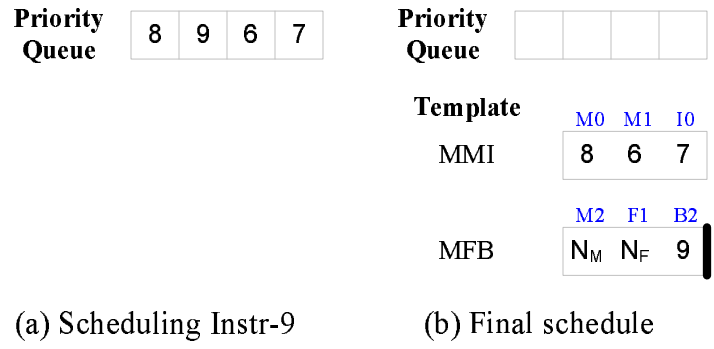 Priority Queue 8 9 6 7
(a) Scheduling Instr-9
Priority Queue
Template
M0 M1 I0
MMI 8 6 7
M2 F1 B2
MFB NM NF 9
(b) Final schedule